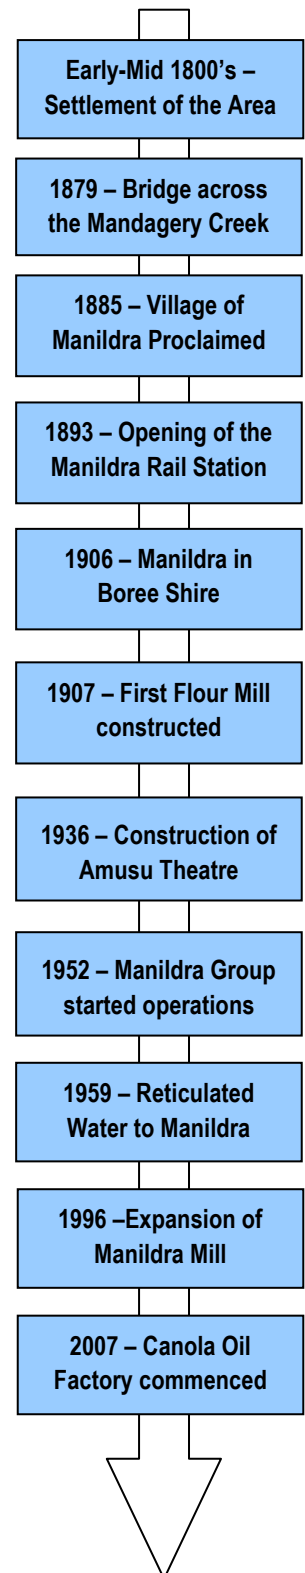 Early-Mid 1800's –
Settlement of the Area
1879 – Bridge across
the Mandagery Creek
1885 – Village of
Manildra Proclaimed
1893 – Opening of the
Manildra Rail Station
1906 – Manildra in
Boree Shire
1907 – First Flour Mill
constructed
1936 – Construction of
Amusu Theatre
1952 – Manildra Group
started operations
1959 – Reticulated
Water to Manildra
1996 –Expansion of
Manildra Mill
2007 – Canola Oil
Factory commenced